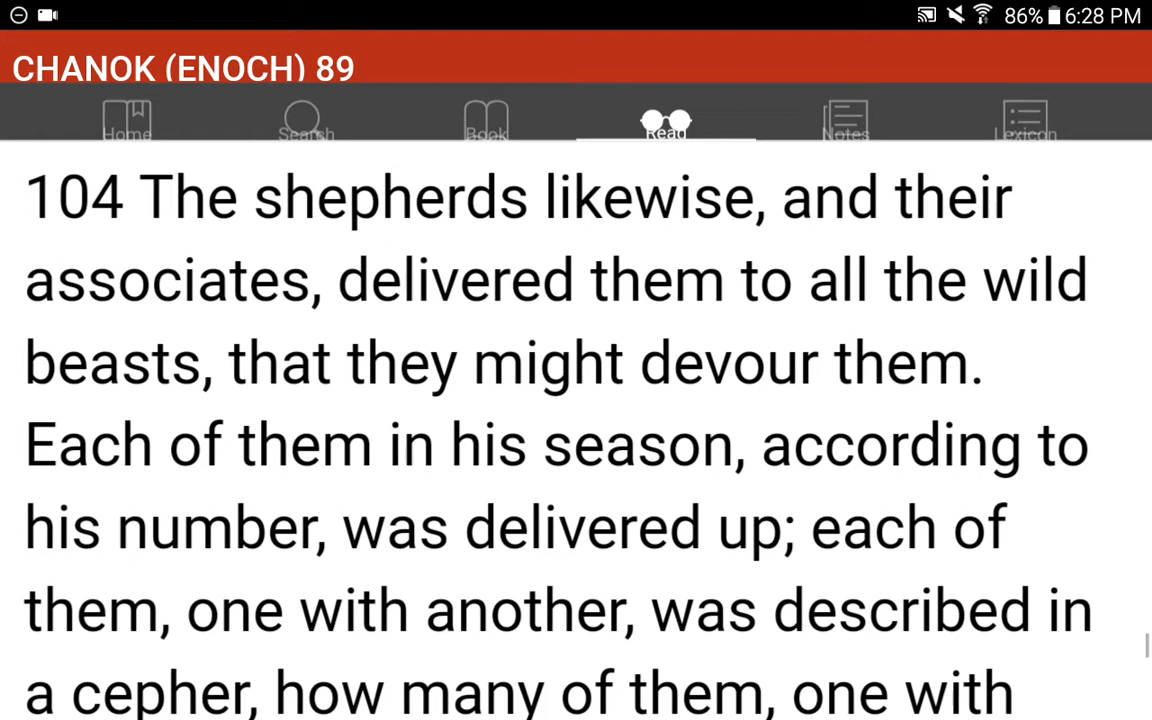 86% 6:28 PM
CHANOK (ENOCH) 89
Home Search Book Read Notes Lexicon
104 The shepherds likewise, and their
associates, delivered them to all the wild
beasts, that they might devour them.
Each of them in his season, according to
his number, was delivered up; each of
them, one with another, was described in
a cepher, how many of them, one with